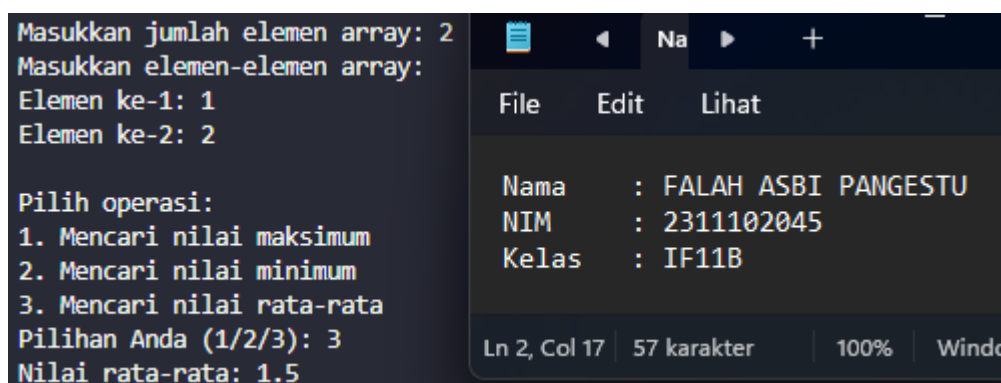 Masukkan jumlah elemen array: 2
Masukkan elemen-elemen array:
Elemen ke-1: 1
Elemen ke-2: 2
Pilih operasi:
1. Mencari nilai maksimum
2. Mencari nilai minimum
3. Mencari nilai rata-rata
Pilihan Anda (1/2/3): 3
Nilai rata-rata: 1.5
Na
File Edit Lihat
Nama : FALAH ASBI PANGESTU
NIM : 2311102045
Kelas : IF11B
Ln 2, Col 17 57 karakter 100% Windo